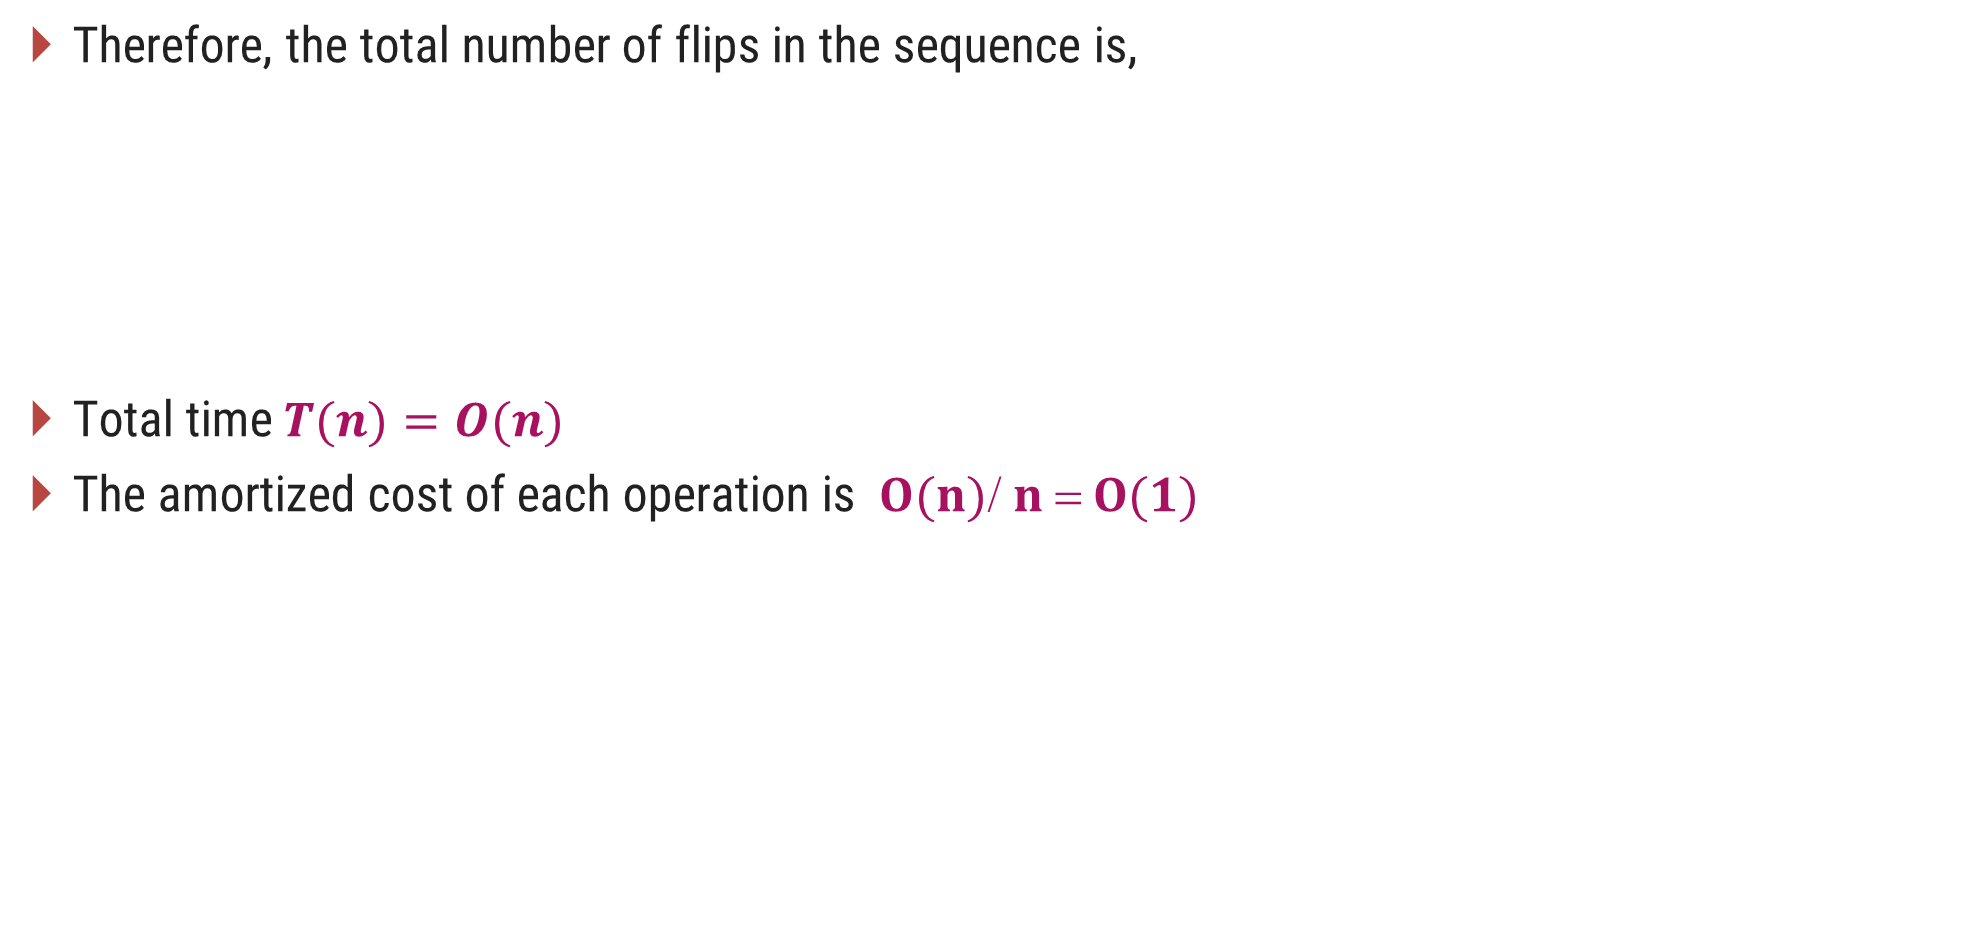 Therefore, the total number of flips in the sequence is,
Total time T(n) = O(n)
The amortized cost of each operation is O(n)/ n = O(1)